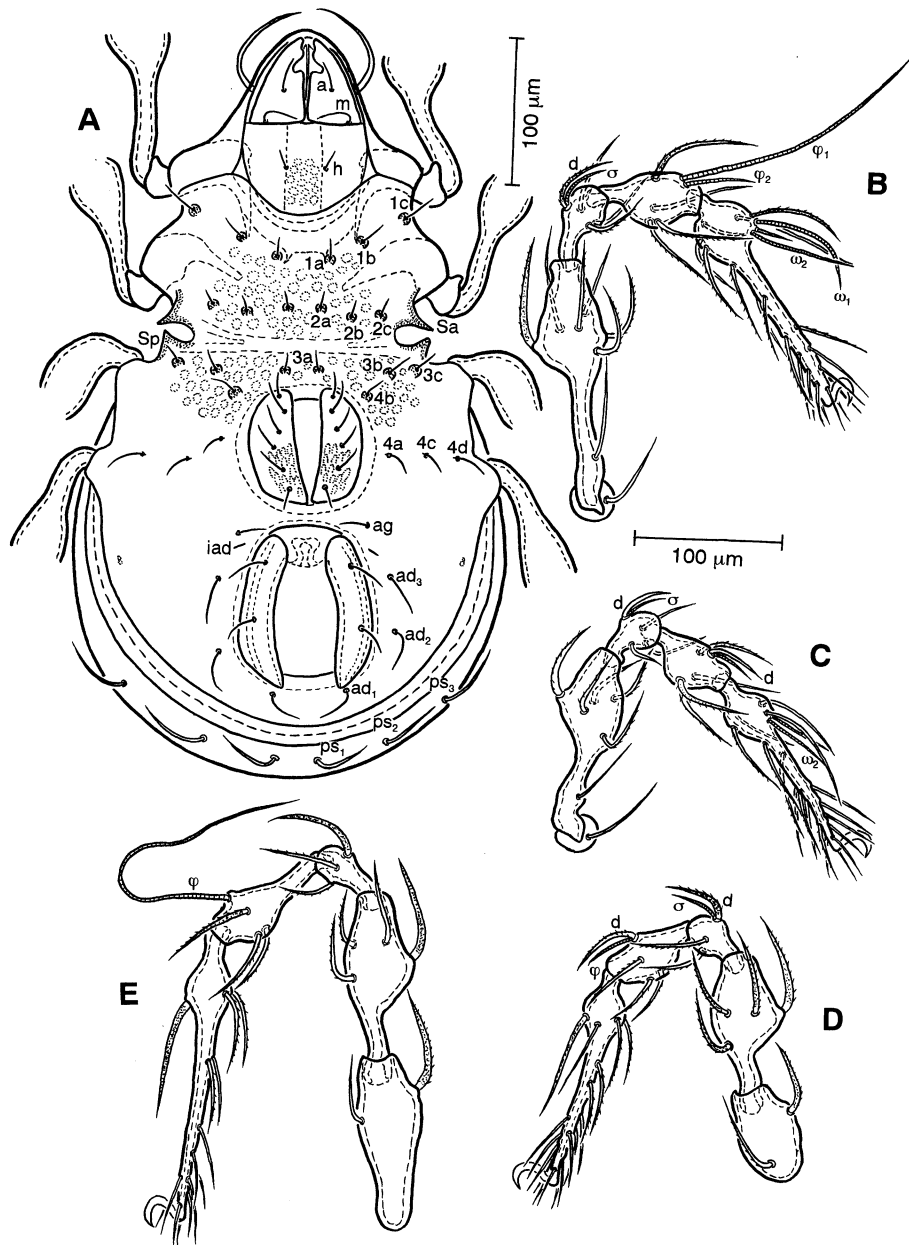 A
a
m
h
100 µm
1c
1a
1b
2a
2b
2c
Sa
Sp
3a
3b
3c
4b
4a
4c
4d
ag
iad
ad₃
ad₂
ad₁
ps₃
ps₂
ps₁
B
d
σ
φ₁
φ₂
ω₂
ω₁
100 µm
C
d
σ
d
ω₂
E
φ
D
d
σ
d
φ